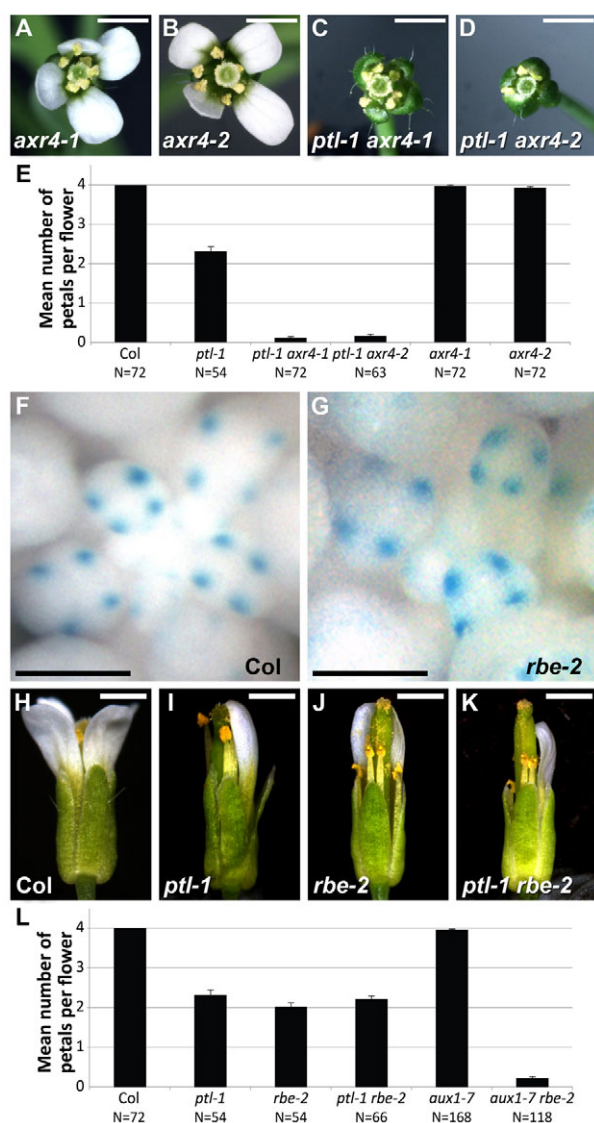 A
B
C
D
axr4-1
axr4-2
ptl-1 axr4-1
ptl-1 axr4-2
E
Mean number of
petals per flower
4
3
2
1
0
Col
ptl-1
ptl-1 axr4-1
ptl-1 axr4-2
axr4-1
axr4-2
N=72
N=54
N=72
N=63
N=72
N=72
F
G
Col
rbe-2
H
I
J
K
Col
ptl-1
rbe-2
ptl-1 rbe-2
L
Mean number of
petals per flower
4
3
2
1
0
Col
ptl-1
rbe-2
ptl-1 rbe-2
aux1-7
aux1-7 rbe-2
N=72
N=54
N=54
N=66
N=168
N=118